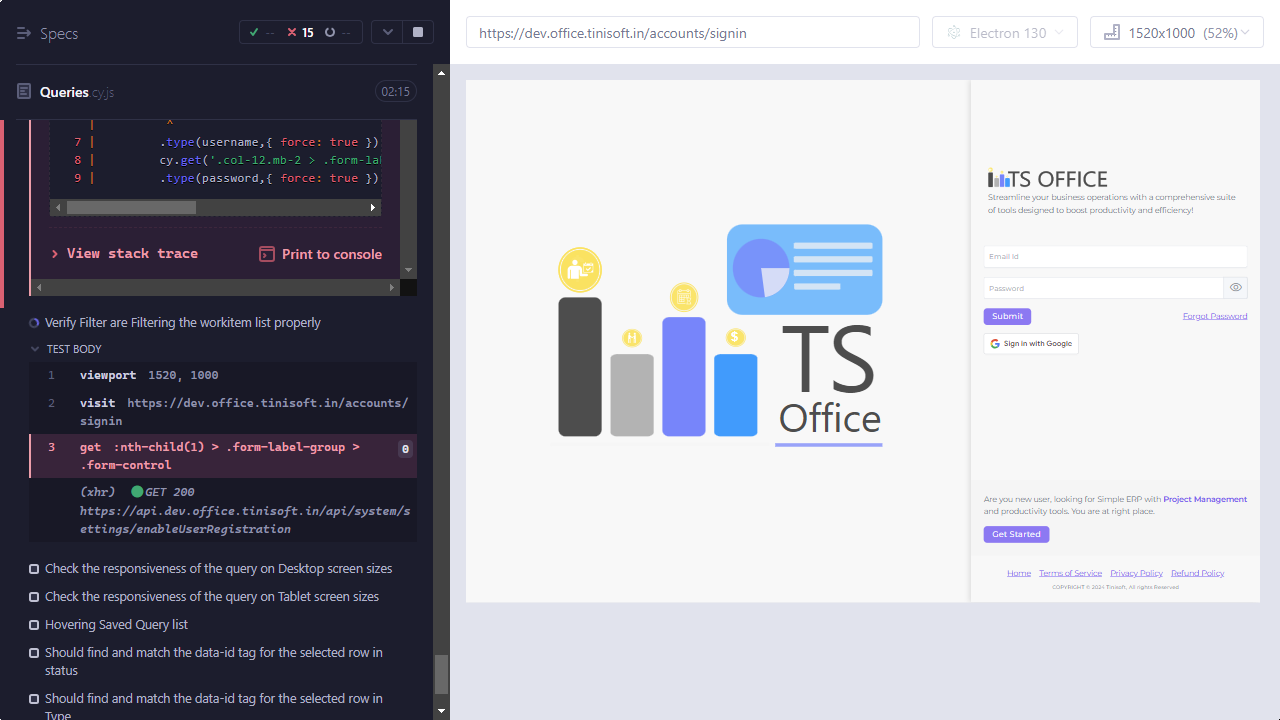 Specs
-- 15 --
https://dev.office.tinisoft.in/accounts/signin
Electron 130
1520x1000 (52%)
Queries.cy.js
02:15
| ^
7 | .type(username,{ force: true })
8 | cy.get('.col-12.mb-2 > .form-lab
9 | .type(password,{ force: true })
View stack trace
Print to console
Verify Filter are Filtering the workitem list properly
TEST BODY
1 viewport 1520, 1000
2 visit https://dev.office.tinisoft.in/accounts/
signin
3 get :nth-child(1) > .form-label-group >
.form-control
0
(xhr) GET 200
https://api.dev.office.tinisoft.in/api/system/s
ettings/enableUserRegistration
Check the responsiveness of the query on Desktop screen sizes
Check the responsiveness of the query on Tablet screen sizes
Hovering Saved Query list
Should find and match the data-id tag for the selected row in
status
Should find and match the data-id tag for the selected row in
Type
H
$
TS
Office
TS OFFICE
Streamline your business operations with a comprehensive suite
of tools designed to boost productivity and efficiency!
Email Id
Password
Submit
Forgot Password
Sign in with Google
Are you new user, looking for Simple ERP with Project Management
and productivity tools. You are at right place.
Get Started
Home Terms of Service Privacy Policy Refund Policy
COPYRIGHT © 2024 Tinisoft, All rights Reserved